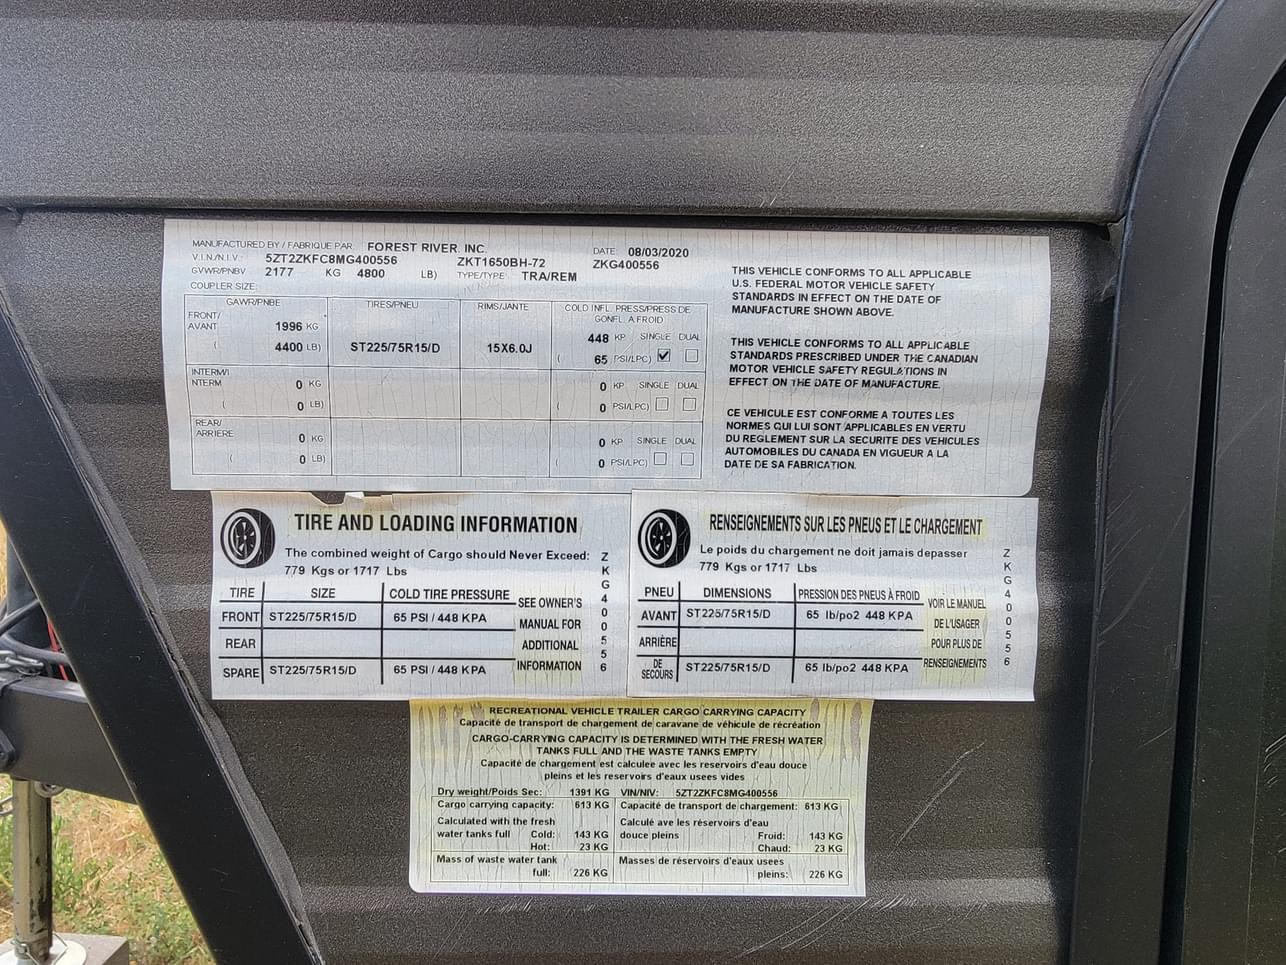 MANUFACTURED BY / FABRIQUE PAR. FOREST RIVER, INC. DATE: 08/03/2020
V.I.N/N.I.V.: 5ZT2ZKFC8MG400556 ZKT1650BH-72 ZKG400556
GVWR/PNBV 2177 KG 4800 LB) TYPE/TYPE: TRA/REM
COUPLER SIZE:
GAWR/PNBE TIRES/PNEU RIMS/JANTE COLD INFL. PRESS/PRESS DE
GONFL. A FROID
FRONT/
AVANT 1996 KG 448 KP SINGLE DUAL
( 4400 LB) ST225/75R15/D 15X6.0J ( 65 PSI/LPC)
INTERM/I
NTERM 0 KG 0 KP SINGLE DUAL
( 0 LB) ( 0 PSI/LPC)
REAR/
ARRIERE 0 KG 0 KP SINGLE DUAL
( 0 LB) ( 0 PSI/LPC)
THIS VEHICLE CONFORMS TO ALL APPLICABLE
U.S. FEDERAL MOTOR VEHICLE SAFETY
STANDARDS IN EFFECT ON THE DATE OF
MANUFACTURE SHOWN ABOVE.
THIS VEHICLE CONFORMS TO ALL APPLICABLE
STANDARDS PRESCRIBED UNDER THE CANADIAN
MOTOR VEHICLE SAFETY REGULATIONS IN
EFFECT ON THE DATE OF MANUFACTURE.
CE VEHICULE EST CONFORME A TOUTES LES
NORMES QUI LUI SONT APPLICABLES EN VERTU
DU REGLEMENT SUR LA SECURITE DES VEHICULES
AUTOMOBILES DU CANADA EN VIGUEUR A LA
DATE DE SA FABRICATION.
TIRE AND LOADING INFORMATION
The combined weight of Cargo should Never Exceed:
779 Kgs or 1717 Lbs
TIRE SIZE COLD TIRE PRESSURE
FRONT ST225/75R15/D 65 PSI / 448 KPA
REAR
SPARE ST225/75R15/D 65 PSI / 448 KPA
SEE OWNER'S
MANUAL FOR
ADDITIONAL
INFORMATION
ZKG400556
RENSEIGNEMENTS SUR LES PNEUS ET LE CHARGEMENT
Le poids du chargement ne doit jamais depasser
779 Kgs or 1717 Lbs
PNEU DIMENSIONS PRESSION DES PNEUS À FROID
AVANT ST225/75R15/D 65 lb/po2 448 KPA
ARRIÈRE
DE
SECOURS ST225/75R15/D 65 lb/po2 448 KPA
VOIR LE MANUEL
DE L'USAGER
POUR PLUS DE
RENSEIGNEMENTS
ZKG400556
RECREATIONAL VEHICLE TRAILER CARGO CARRYING CAPACITY
Capacité de transport de chargement de caravane de véhicule de récréation
CARGO-CARRYING CAPACITY IS DETERMINED WITH THE FRESH WATER
TANKS FULL AND THE WASTE TANKS EMPTY
Capacité de chargement est calculee avec les reservoirs d'eau douce
pleins et les reservoirs d'eaux usees vides
Dry weight/Poids Sec: 1391 KG VIN/NIV: 5ZT2ZKFC8MG400556
Cargo carrying capacity: 613 KG Capacité de transport de chargement: 613 KG
Calculated with the fresh Calculé ave les réservoirs d'eau
water tanks full Cold: 143 KG douce pleins Froid: 143 KG
Hot: 23 KG Chaud: 23 KG
Mass of waste water tank Masses de réservoirs d'eaux usees
full: 226 KG pleins: 226 KG